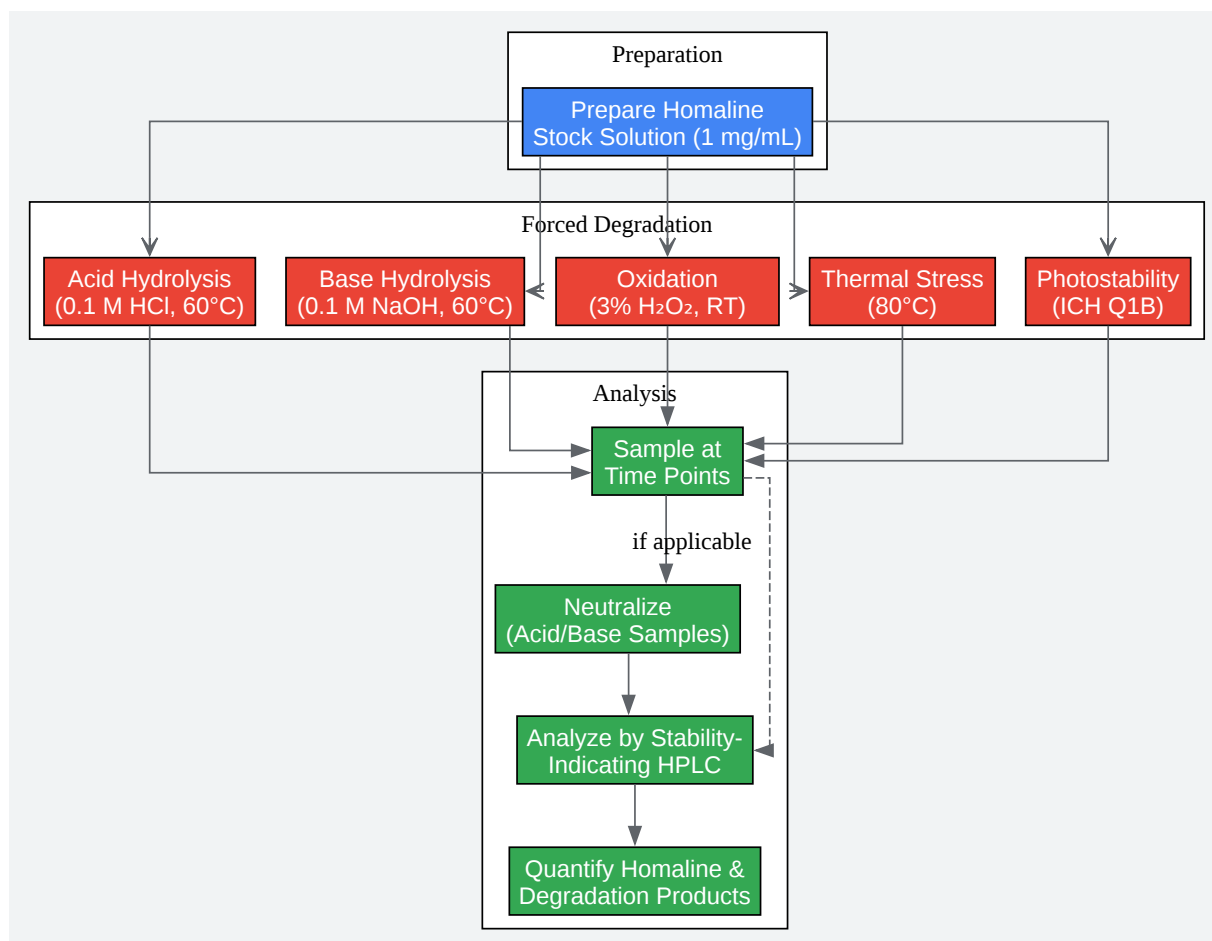 Preparation
Prepare Homaline
Stock Solution (1 mg/mL)
Forced Degradation
Acid Hydrolysis
(0.1 M HCl, 60°C)
Base Hydrolysis
(0.1 M NaOH, 60°C)
Oxidation
(3% H₂O₂, RT)
Thermal Stress
(80°C)
Photostability
(ICH Q1B)
Analysis
Sample at
Time Points
if applicable
Neutralize
(Acid/Base Samples)
Analyze by Stability-
Indicating HPLC
Quantify Homaline &
Degradation Products